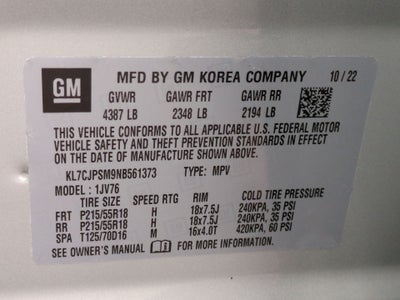 GM
MFD BY GM KOREA COMPANY 10/22
GVWR GAWR FRT GAWR RR
4387 LB 2348 LB 2194 LB
THIS VEHICLE CONFORMS TO ALL APPLICABLE U.S. FEDERAL MOTOR
VEHICLE SAFETY AND THEFT PREVENTION STANDARDS IN EFFECT
ON THE DATE OF MANUFACTURE SHOWN ABOVE.
KL7CJPSM9NB561373 TYPE: MPV
MODEL: 1JV76
TIRE SIZE SPEED RTG RIM COLD TIRE PRESSURE
FRT P215/55R18 H 18x7.5J 240KPA, 35 PSI
RR P215/55R18 H 18x7.5J 240KPA, 35 PSI
SPA T125/70D16 M 16x4.0T 420KPA, 60 PSI
SEE OWNER'S MANUAL FOR MORE INFORMATION